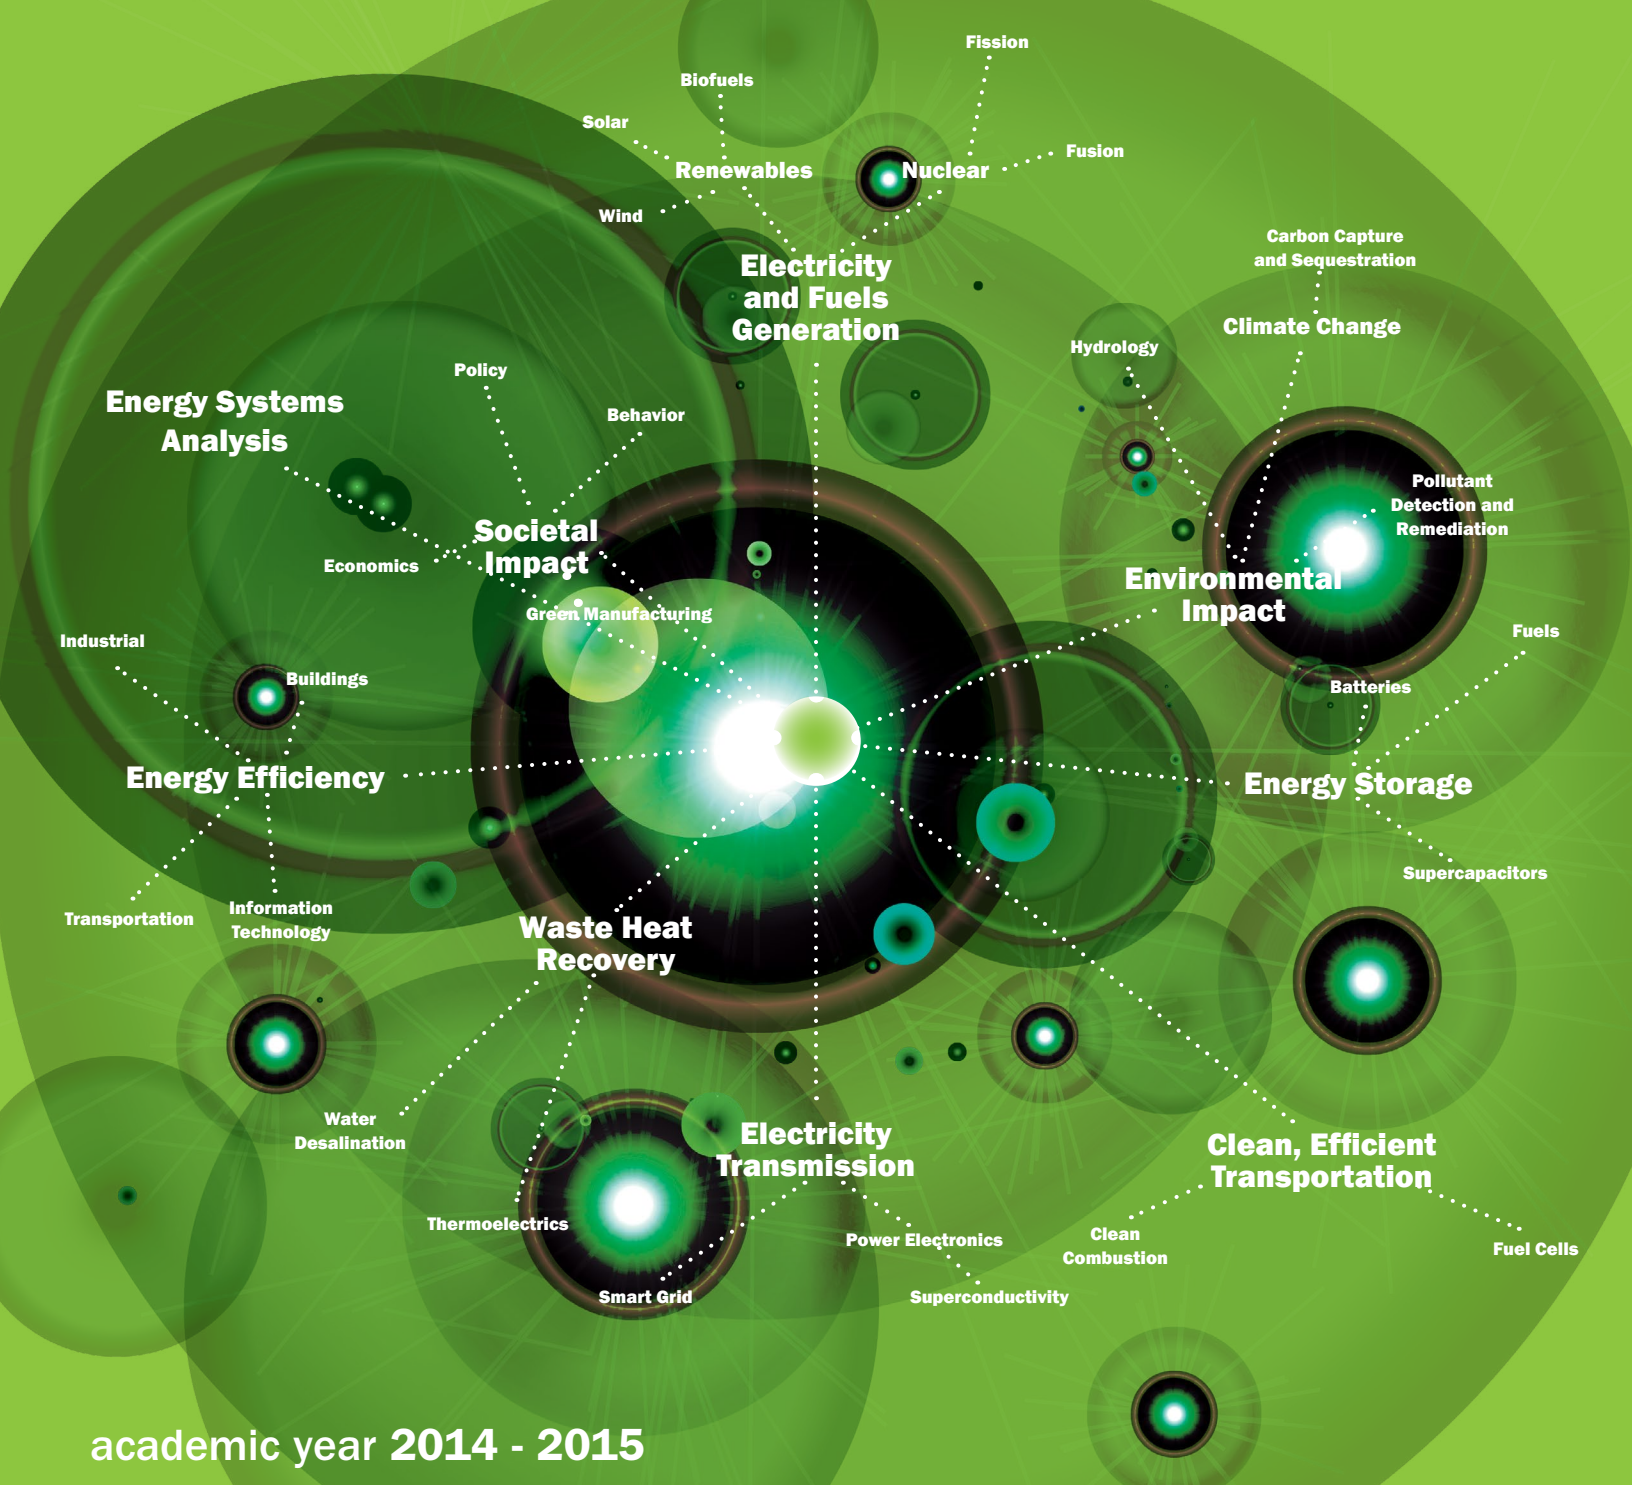 Fission
Biofuels
Solar
Fusion
Renewables
Nuclear
Wind
Carbon Capture
and Sequestration
Electricity
and Fuels
Generation
Climate Change
Hydrology
Policy
Energy Systems
Analysis
Behavior
Pollutant
Detection and
Remediation
Societal
Impact
Economics
Environmental
Impact
Green Manufacturing
Industrial
Fuels
Buildings
Batteries
Energy Efficiency
Energy Storage
Supercapacitors
Transportation
Information
Technology
Waste Heat
Recovery
Water
Desalination
Electricity
Transmission
Clean, Efficient
Transportation
Thermoelectrics
Power Electronics
Clean
Combustion
Fuel Cells
Smart Grid
Superconductivity
academic year 2014 - 2015